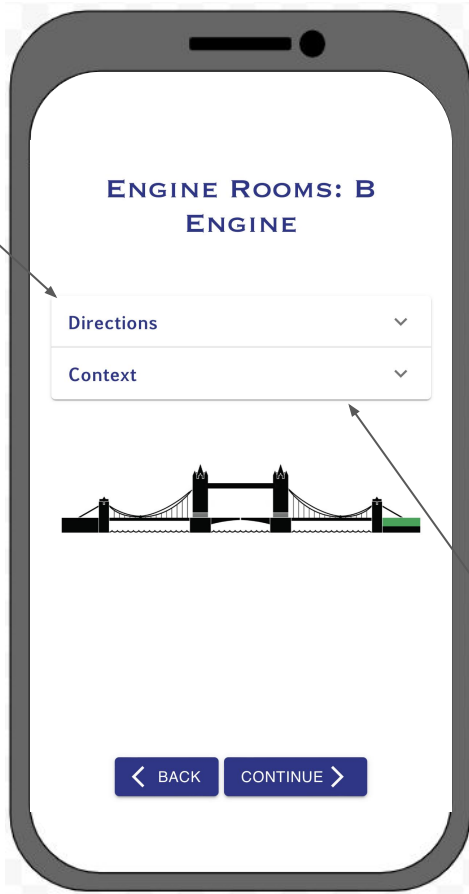 Engine Rooms: B
Engine
Directions
Context
BACK
CONTINUE